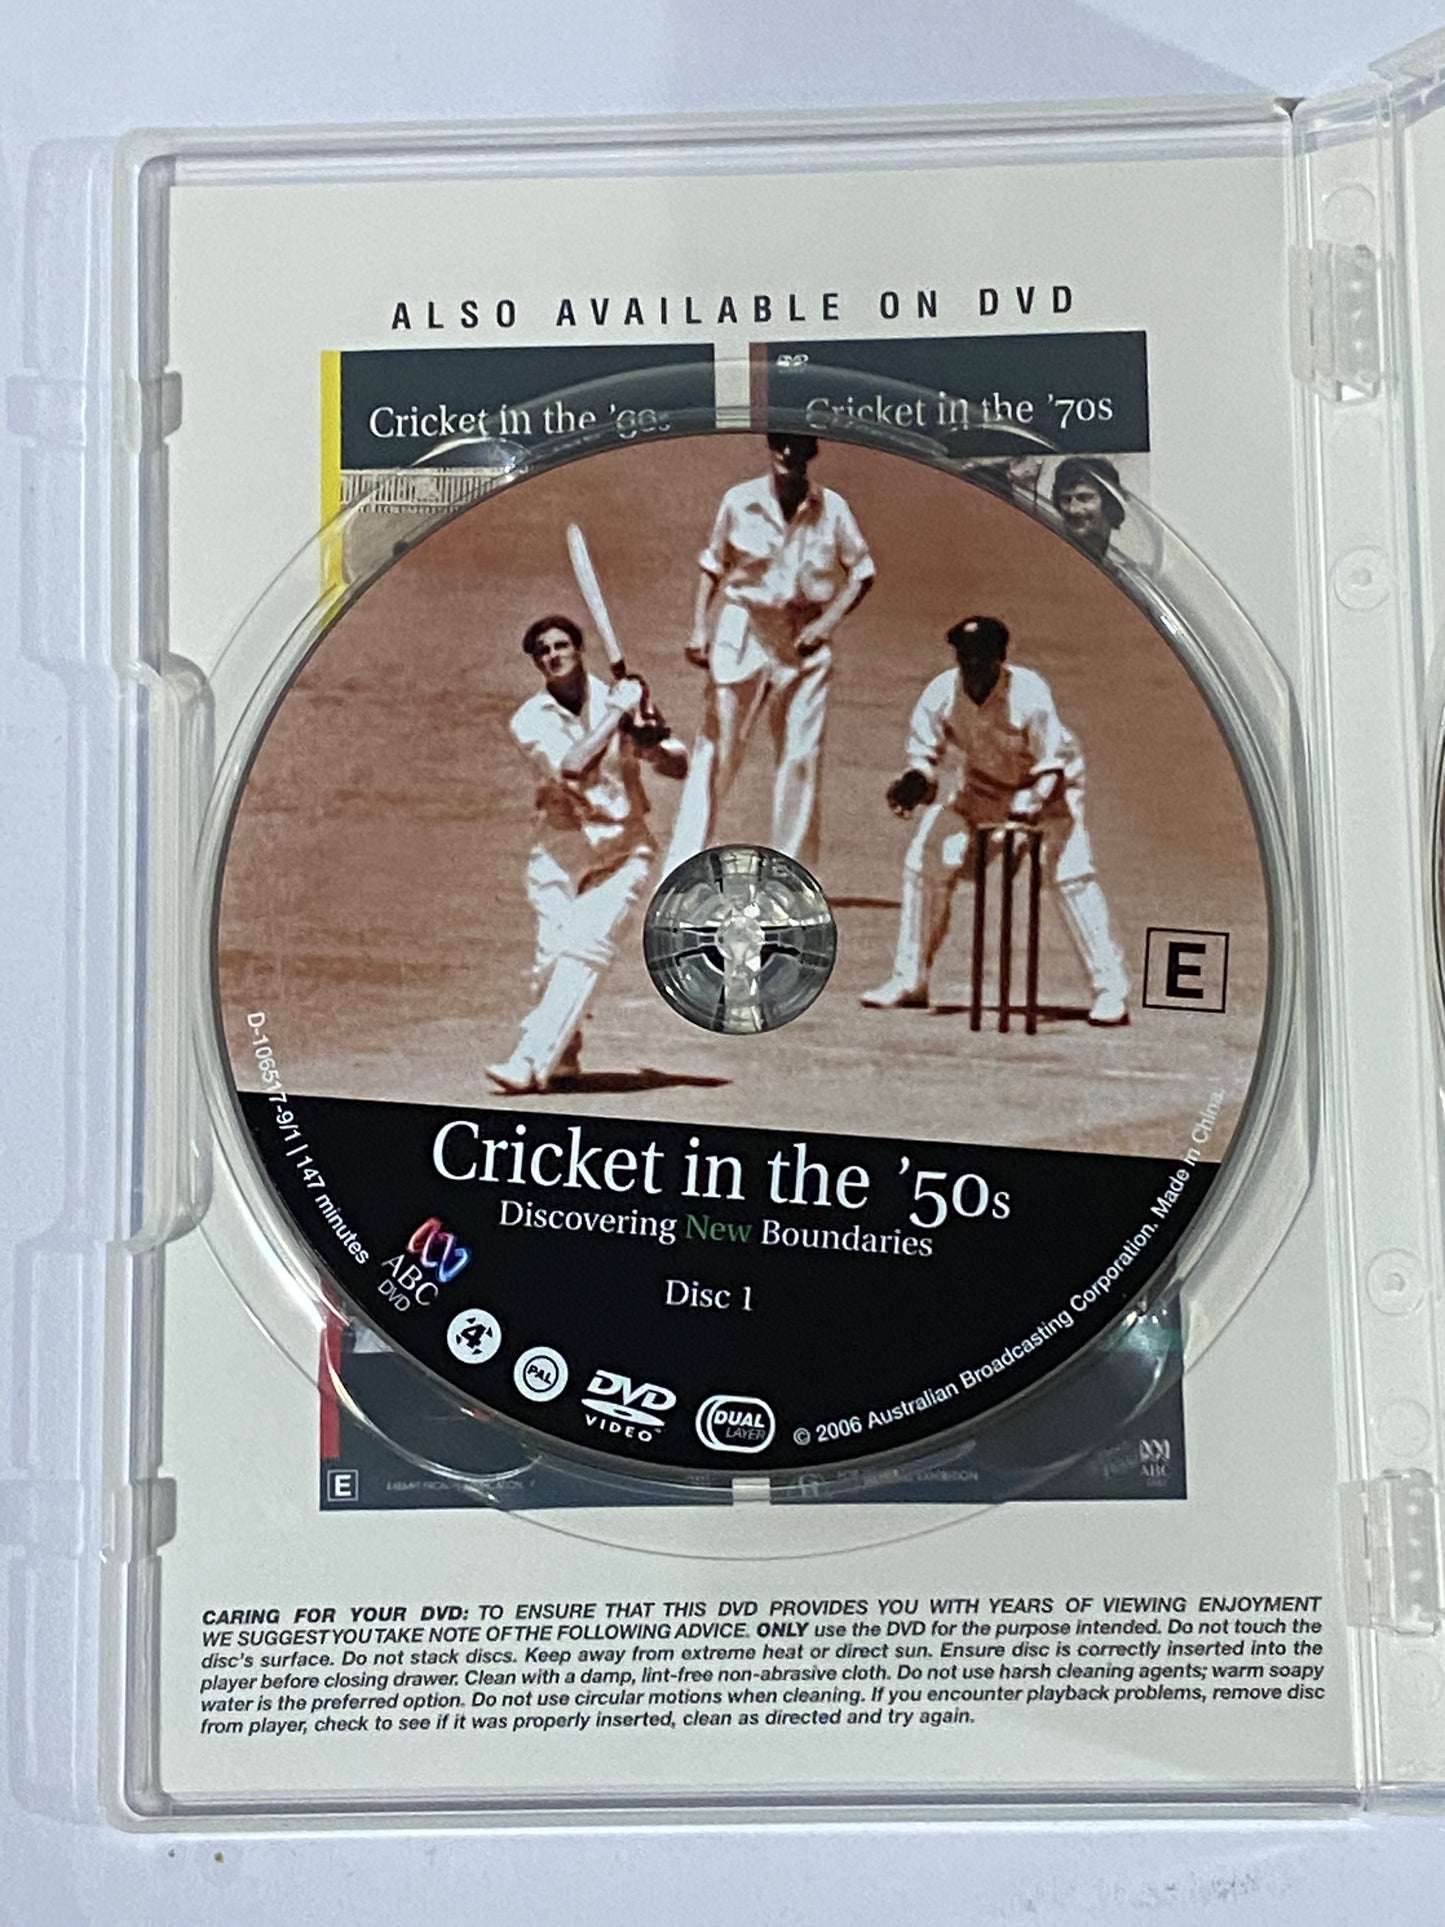 ALSO AVAILABLE ON DVD
DVD
Cricket in the '60s
Cricket in the '70s
E
D-106517-9/1 | 147 minutes
Cricket in the '50s
Discovering New Boundaries
Disc 1
ABC
DVD
4
PAL
DVD
VIDEO
DUAL
LAYER
© 2006 Australian Broadcasting Corporation. Made in China.
E
EXHIBITION
ABC
CARING FOR YOUR DVD: TO ENSURE THAT THIS DVD PROVIDES YOU WITH YEARS OF VIEWING ENJOYMENT
WE SUGGEST YOU TAKE NOTE OF THE FOLLOWING ADVICE. ONLY use the DVD for the purpose intended. Do not touch the
disc's surface. Do not stack discs. Keep away from extreme heat or direct sun. Ensure disc is correctly inserted into the
player before closing drawer. Clean with a damp, lint-free non-abrasive cloth. Do not use harsh cleaning agents; warm soapy
water is the preferred option. Do not use circular motions when cleaning. If you encounter playback problems, remove disc
from player, check to see if it was properly inserted, clean as directed and try again.